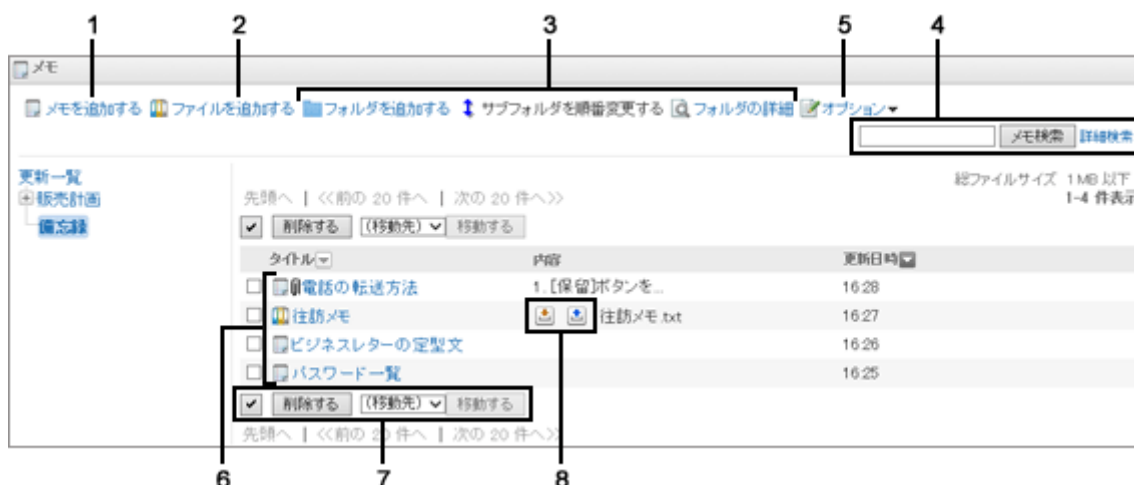 1 2 3 5 4
メモ
メモを追加する ファイルを追加する フォルダを追加する サブフォルダを順番変更する フォルダの詳細 オプション▼
メモ検索 詳細検索
更新一覧
販売計画
備忘録
総ファイルサイズ 1MB 以下
1-4 件表示
先頭へ | <<前の 20 件へ | 次の 20 件へ>>
削除する (移動先) 移動する
タイトル 内容 更新日時
電話の転送方法 1.[保留]ボタンを... 16:28
往訪メモ 往訪メモ.txt 16:27
ビジネスレターの定型文 16:26
パスワード一覧 16:25
削除する (移動先) 移動する
先頭へ | <<前の 20 件へ | 次の 20 件へ>>
6 7 8